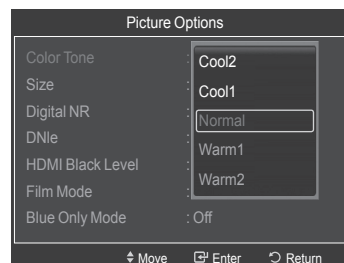 Picture Options
Color Tone :
Cool2
Size :
Cool1
Digital NR :
Normal
DNIe :
Warm1
HDMI Black Level :
Warm2
Film Mode :
Blue Only Mode : Off
Move Enter Return